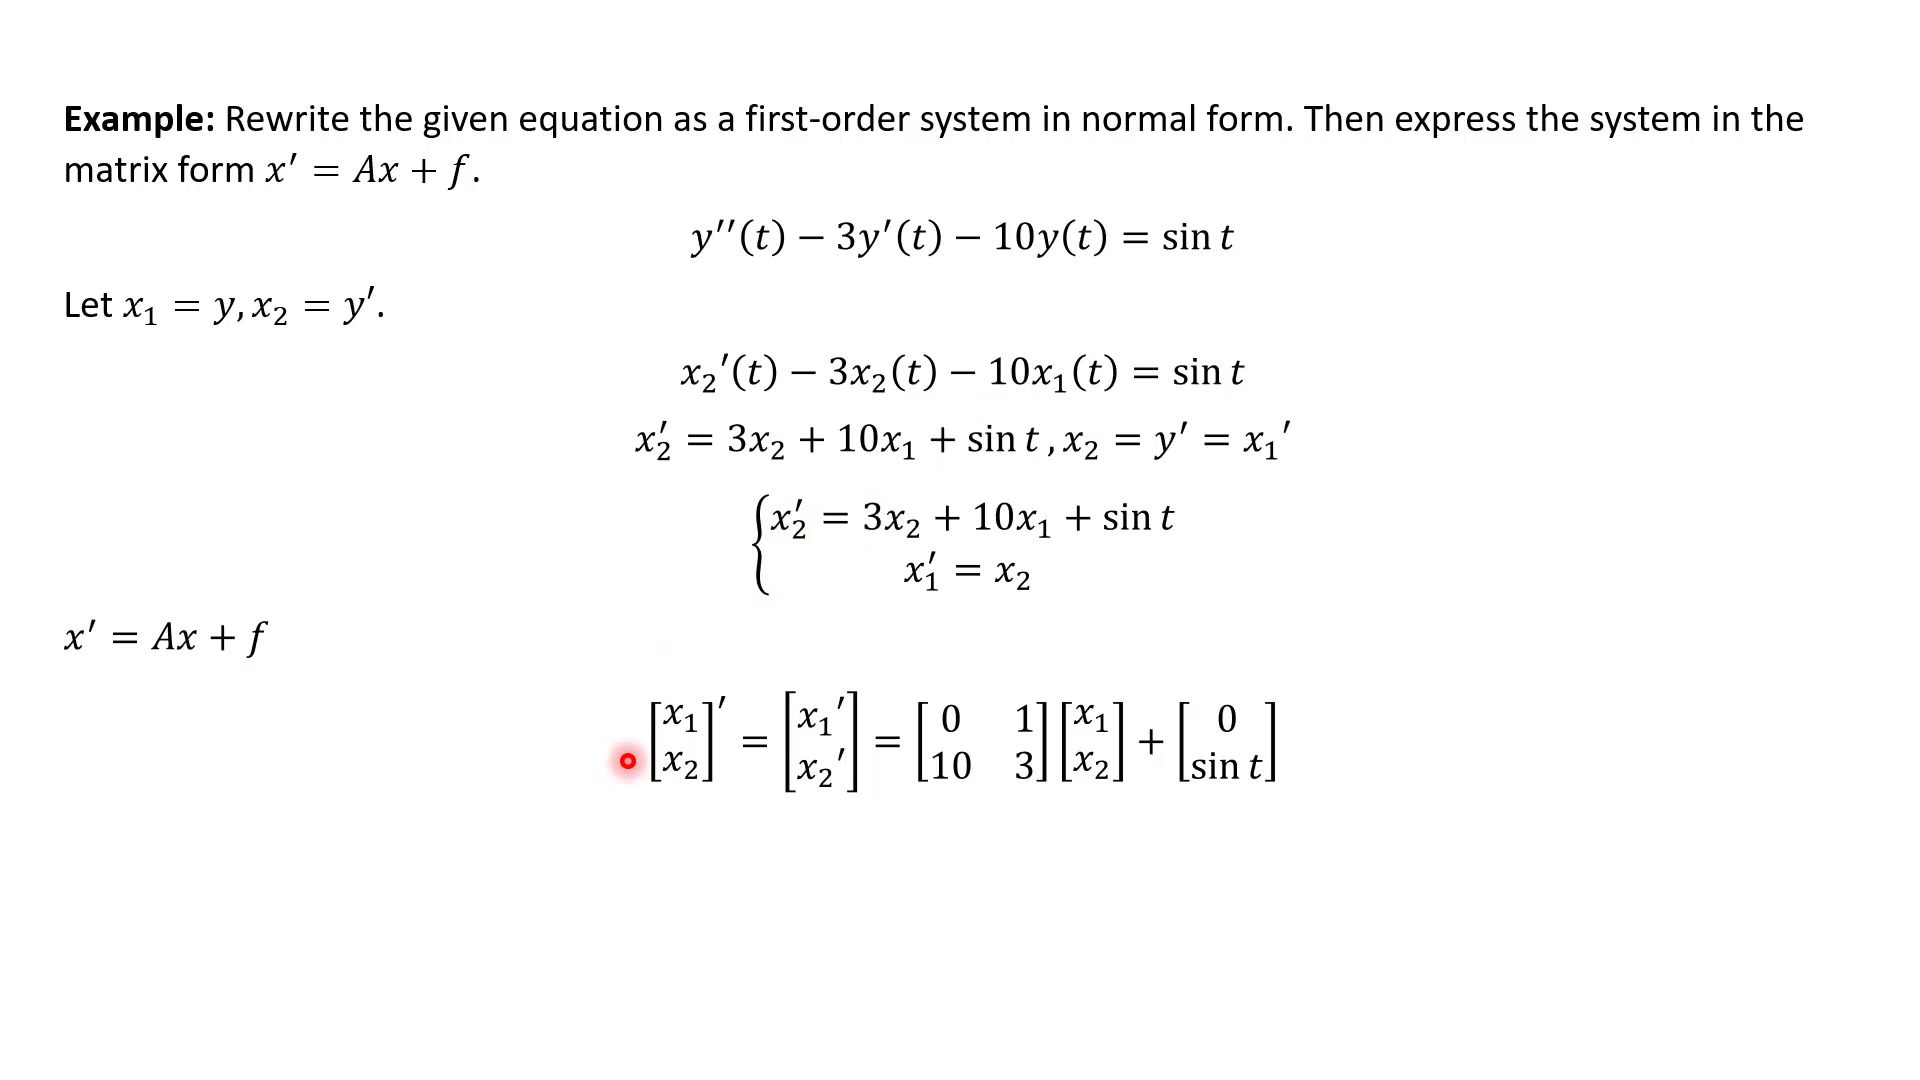 Example: Rewrite the given equation as a first-order system in normal form. Then express the system in the
matrix form x′ = Ax + f.
y′′(t) − 3y′(t) − 10y(t) = sin t
Let x₁ = y, x₂ = y′.
x₂′(t) − 3x₂(t) − 10x₁(t) = sin t
x₂′ = 3x₂ + 10x₁ + sin t , x₂ = y′ = x₁′
{x₂′ = 3x₂ + 10x₁ + sin t
x₁′ = x₂
x′ = Ax + f
[x₁; x₂]′ = [x₁′; x₂′] = [0 1; 10 3][x₁; x₂] + [0; sin t]